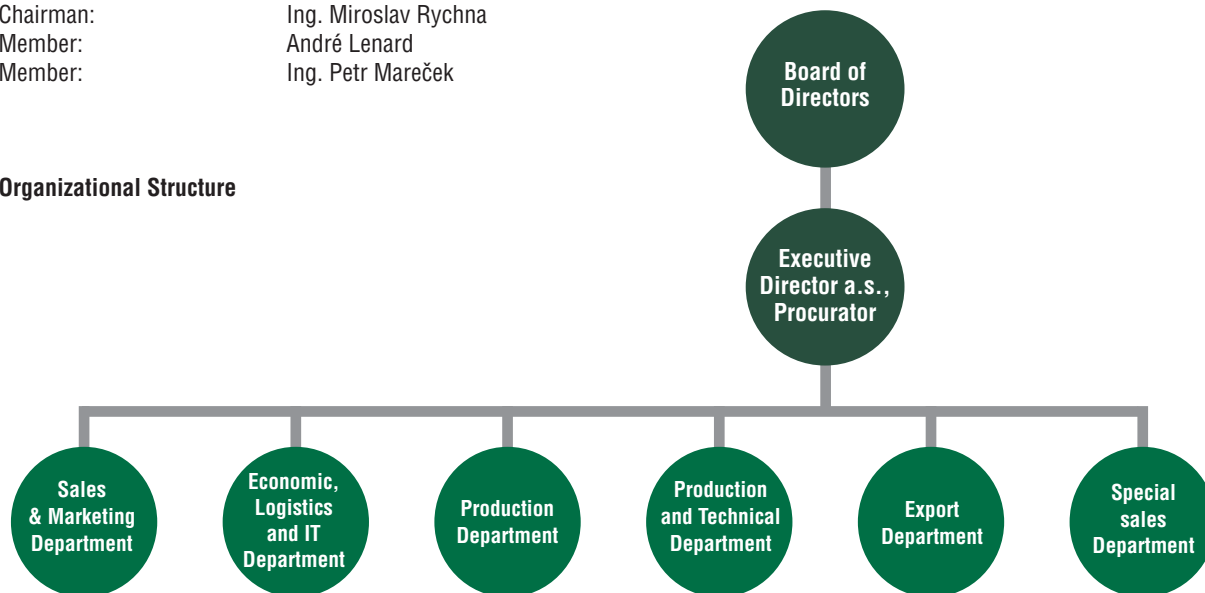 Chairman: Ing. Miroslav Rychna
Member: André Lenard
Member: Ing. Petr Mareček
Organizational Structure
Board of
Directors
Executive
Director a.s.,
Procurator
Sales
& Marketing
Department
Economic,
Logistics
and IT
Department
Production
Department
Production
and Technical
Department
Export
Department
Special
sales
Department